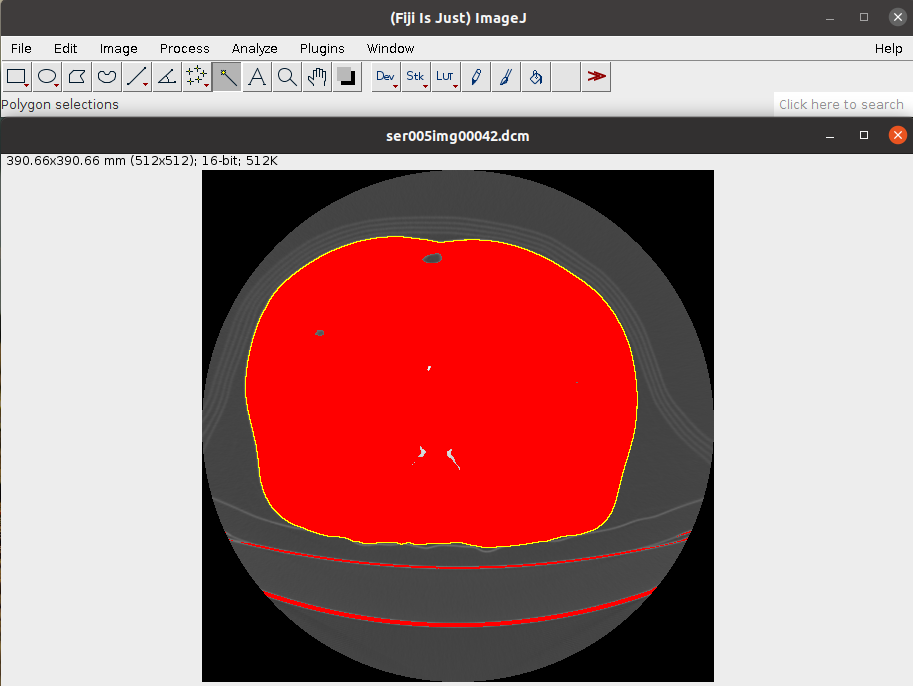 (Fiji Is Just) ImageJ
File Edit Image Process Analyze Plugins Window Help
A Dev Stk LUT
Polygon selections Click here to search
ser005img00042.dcm
390.66x390.66 mm (512x512); 16-bit; 512K